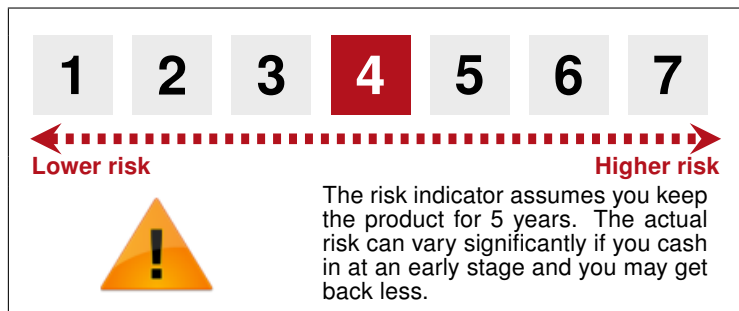 1 2 3 4 5 6 7
Lower risk Higher risk
The risk indicator assumes you keep
the product for 5 years. The actual
risk can vary significantly if you cash
in at an early stage and you may get
back less.